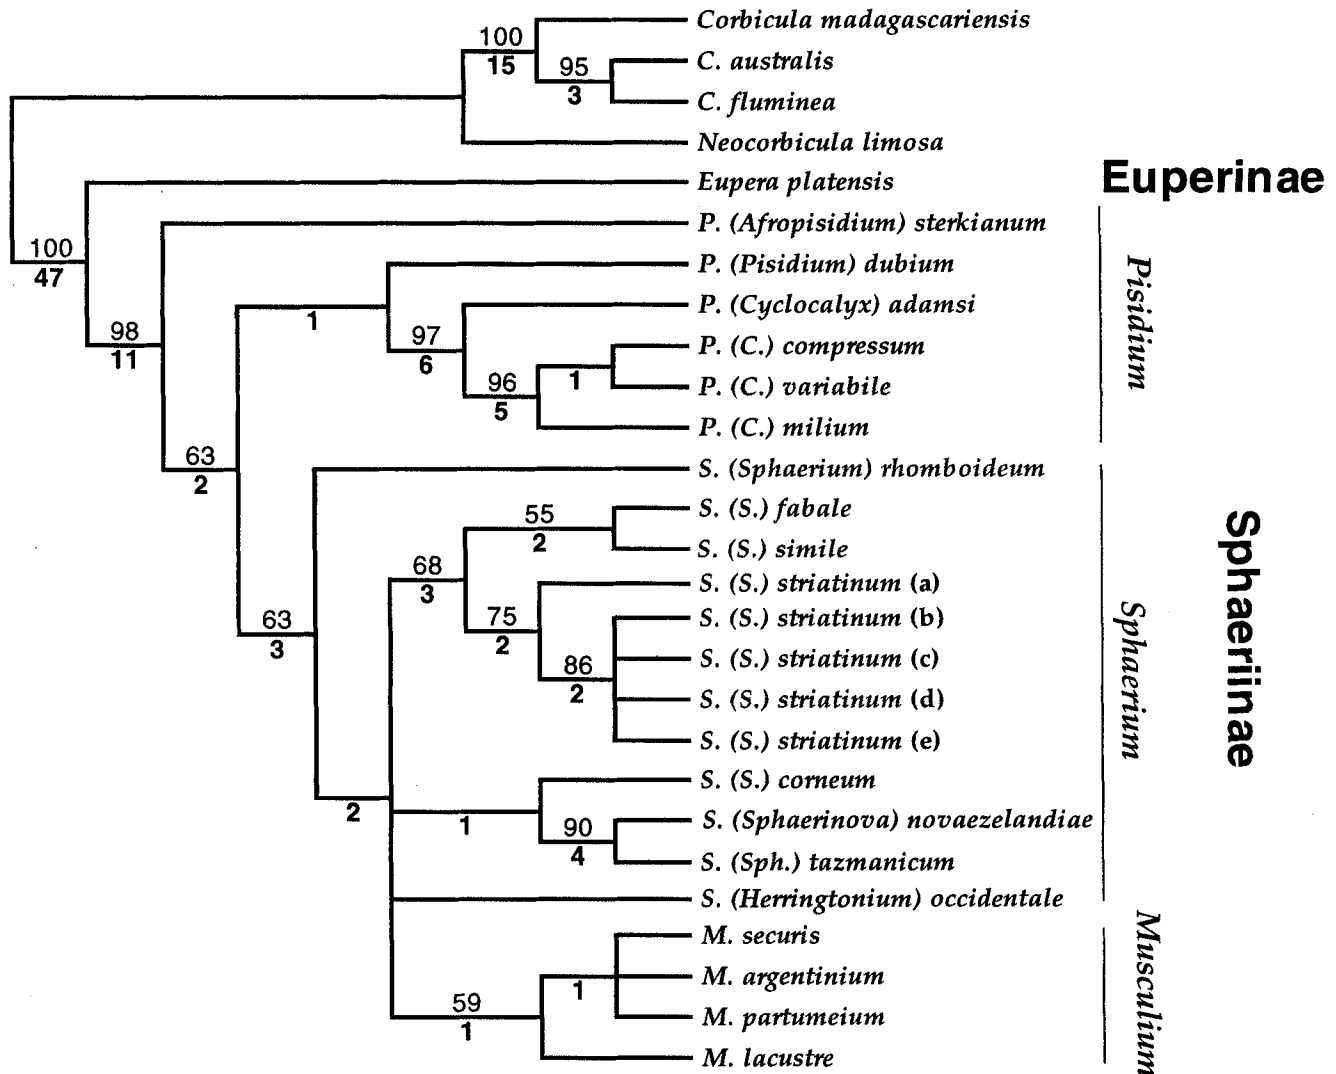 Corbicula madagascariensis
100
15
95
3
C. australis
C. fluminea
Neocorbicula limosa
Eupera platensis
Euperinae
P. (Afropisidium) sterkianum
100
47
P. (Pisidium) dubium
P. (Cyclocalyx) adamsi
1
98
11
97
6
P. (C.) compressum
1
P. (C.) variabile
96
5
P. (C.) milium
Pisidium
63
2
S. (Sphaerium) rhomboideum
55
2
S. (S.) fabale
S. (S.) simile
68
3
S. (S.) striatinum (a)
63
3
75
2
S. (S.) striatinum (b)
S. (S.) striatinum (c)
86
2
S. (S.) striatinum (d)
S. (S.) striatinum (e)
Sphaerium
Sphaeriinae
S. (S.) corneum
2
1
S. (Sphaerinova) novaezelandiae
90
4
S. (Sph.) tazmanicum
S. (Herringtonium) occidentale
M. securis
M. argentinium
1
59
1
M. partumeium
M. lacustre
Musculium